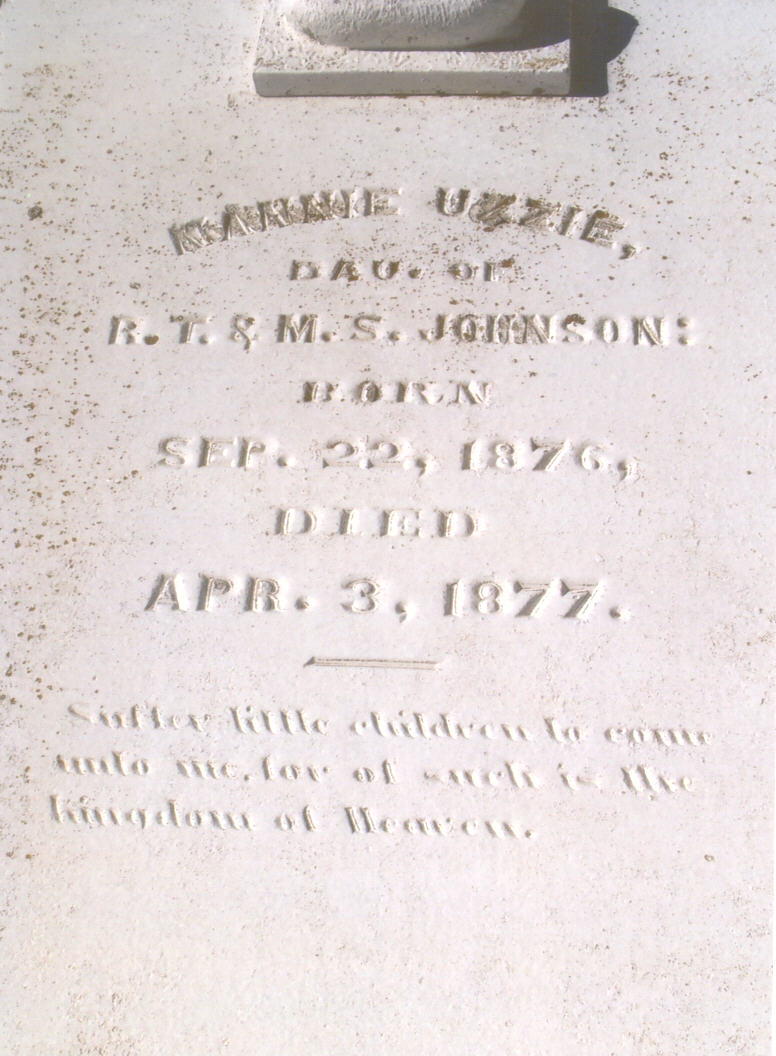 NANNIE UZZIE,
DAU. OF
R. T. & M. S. JOHNSON:
BORN
SEP. 22, 1876,
DIED
APR. 3, 1877.
Suffer little children to come
unto me, for of such is the
kingdom of Heaven.